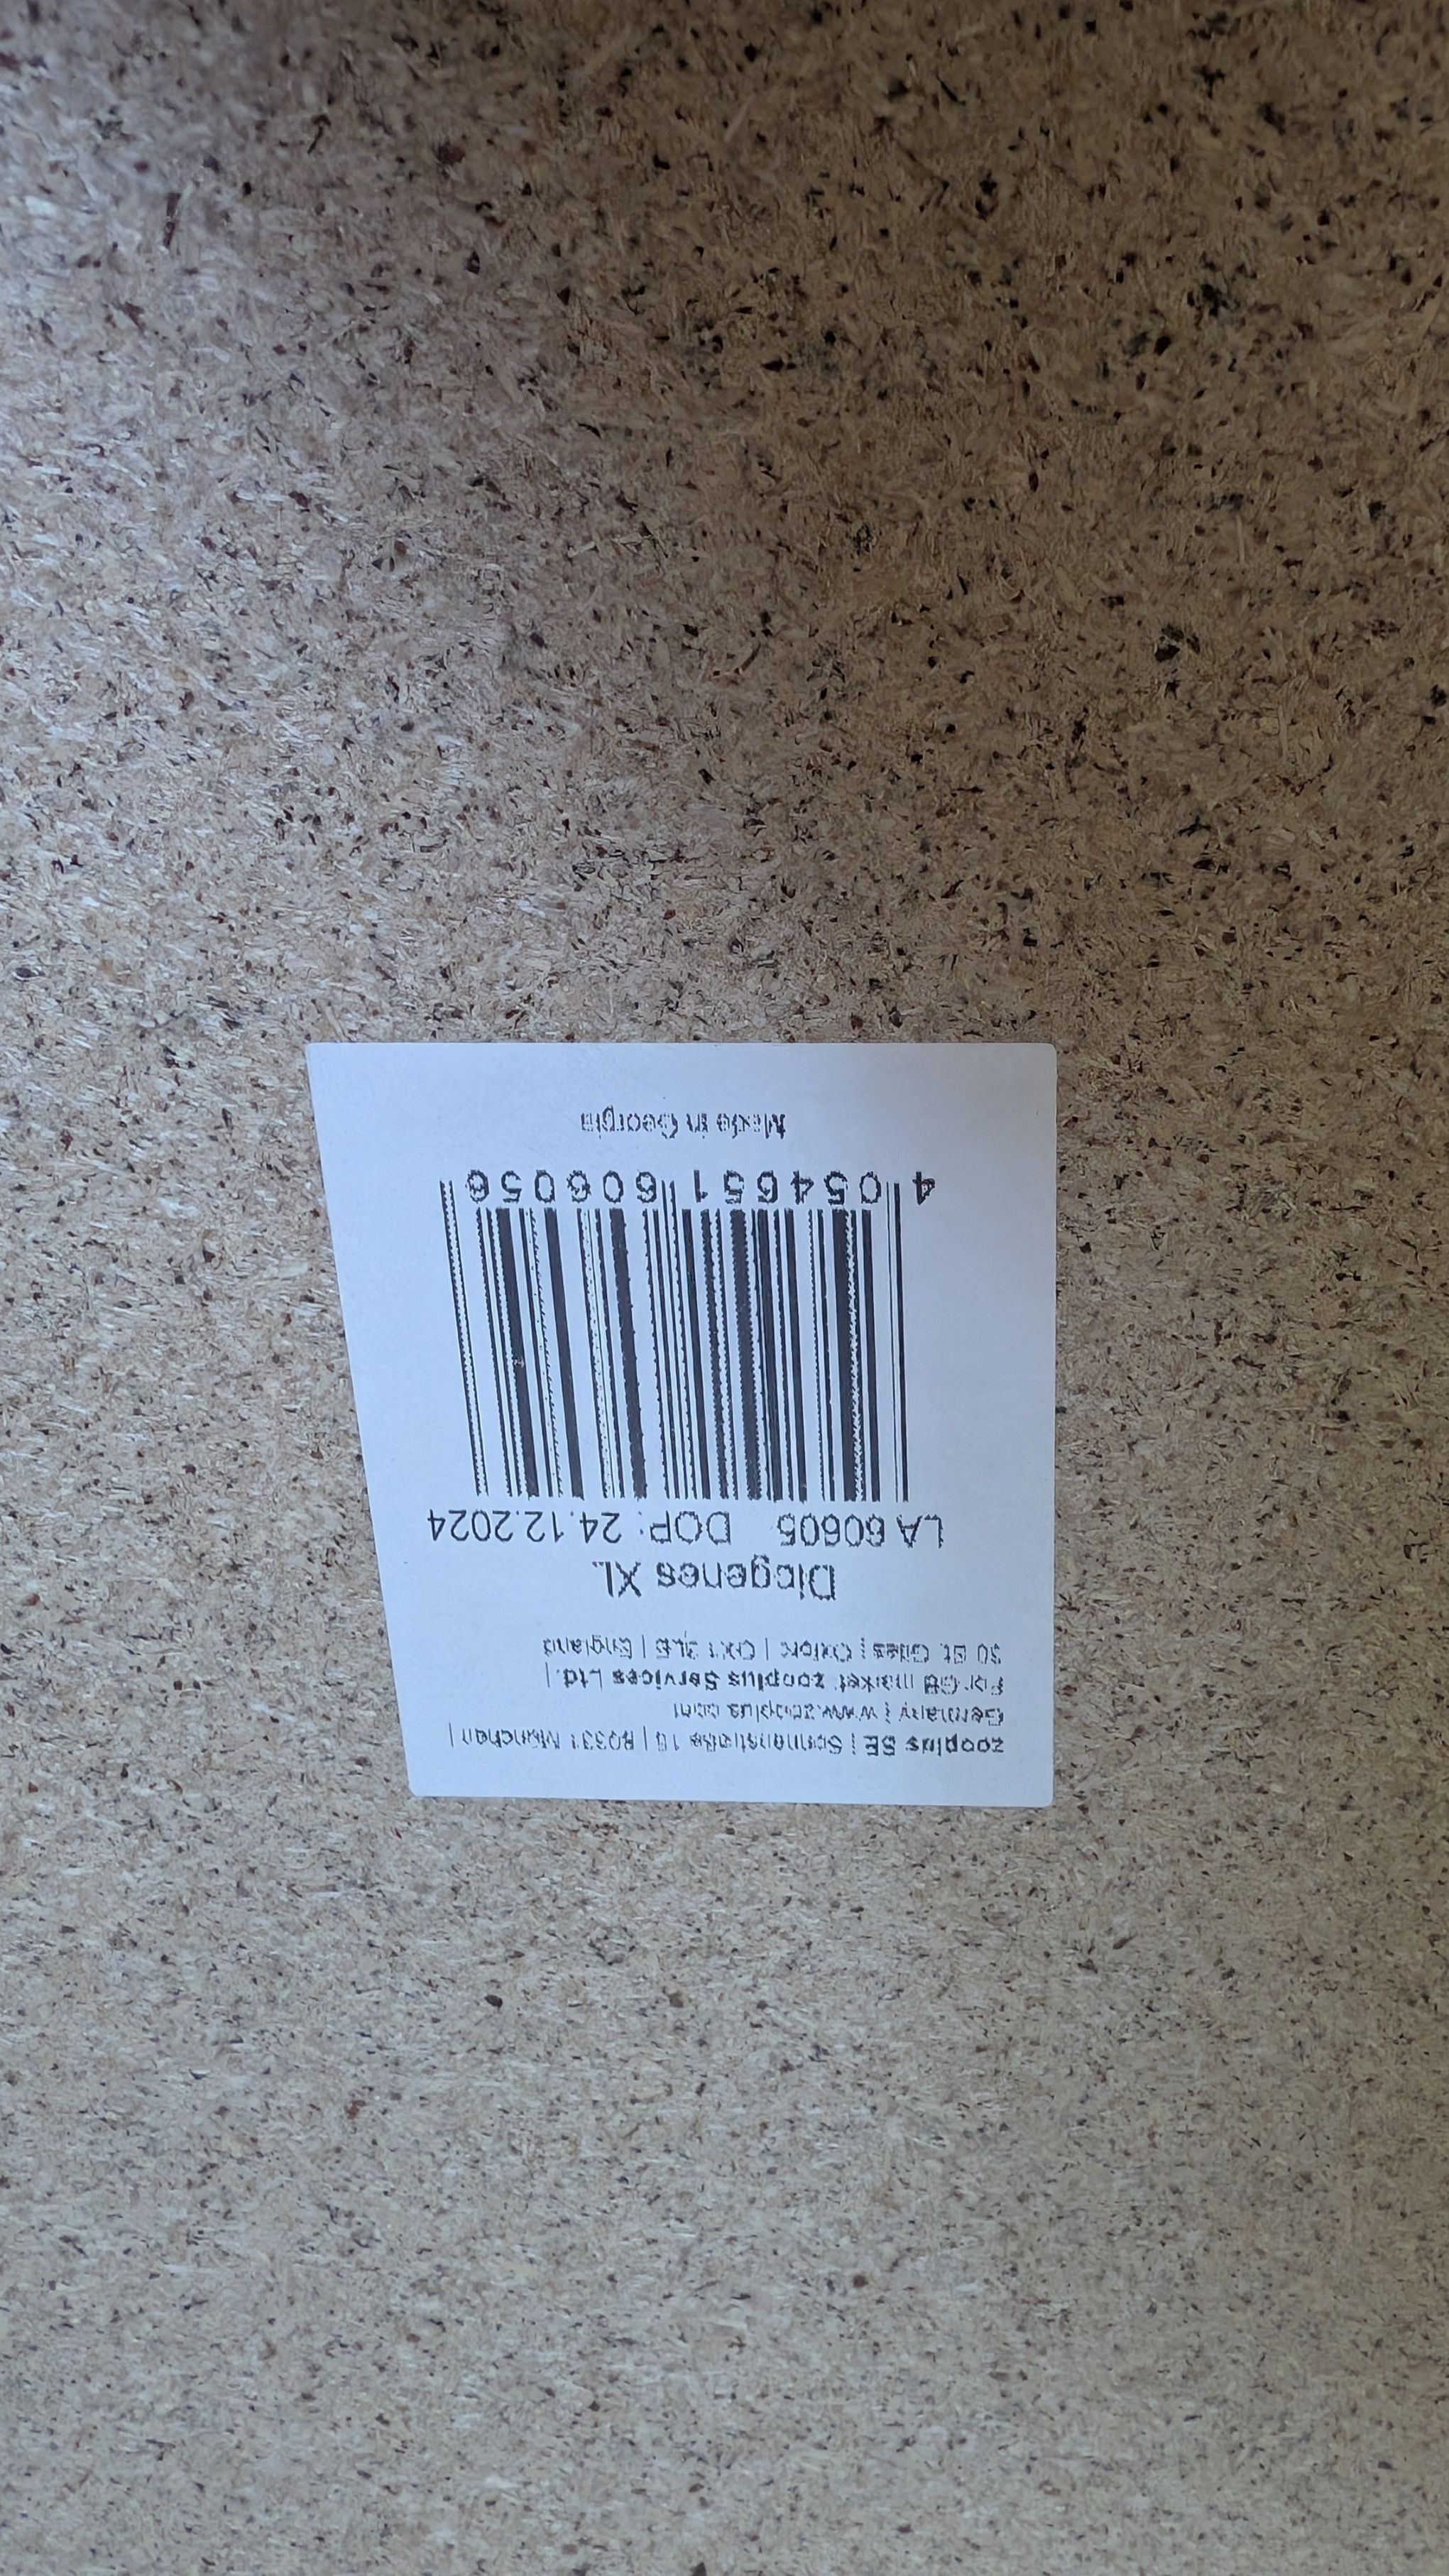 zooplus SE | Sonnenstraße 15 | 80331 München |
Germany | www.zooplus.com
For GB market: zooplus Services Ltd. |
30 St. Giles | Oxford | OX1 3LE | England
Diogenes XL
LA 60605 DOP: 24.12.2024
4 054651 606056
Made in Georgia